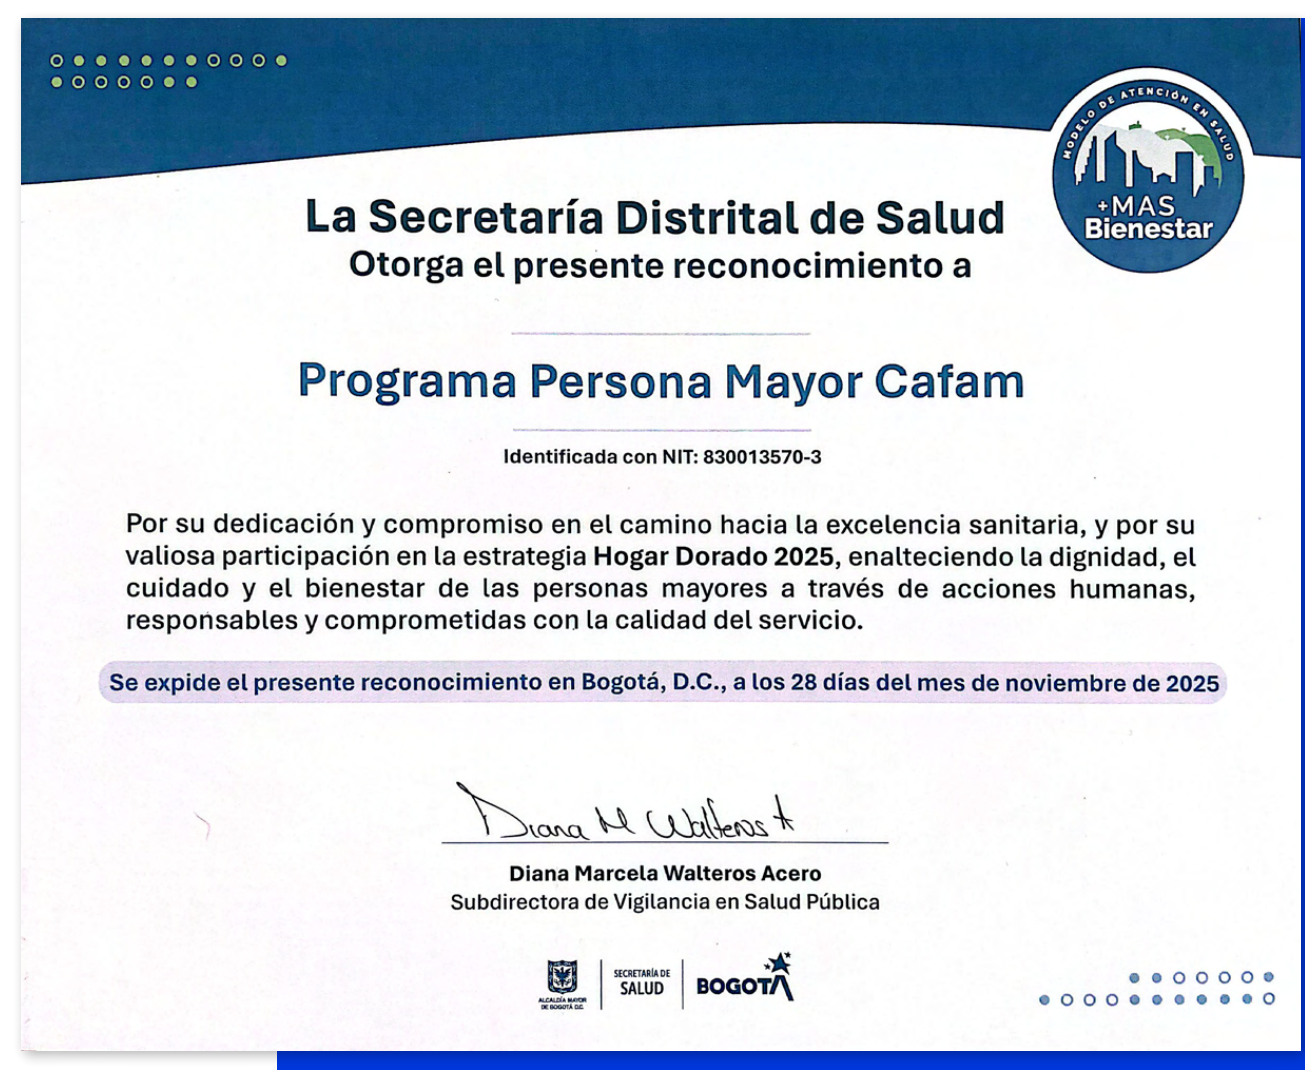 MODELO DE ATENCIÓN EN SALUD
+MAS
Bienestar
La Secretaría Distrital de Salud
Otorga el presente reconocimiento a
Programa Persona Mayor Cafam
Identificada con NIT: 830013570-3
Por su dedicación y compromiso en el camino hacia la excelencia sanitaria, y por su
valiosa participación en la estrategia Hogar Dorado 2025, enalteciendo la dignidad, el
cuidado y el bienestar de las personas mayores a través de acciones humanas,
responsables y comprometidas con la calidad del servicio.
Se expide el presente reconocimiento en Bogotá, D.C., a los 28 días del mes de noviembre de 2025
Diana M Walteros A
Diana Marcela Walteros Acero
Subdirectora de Vigilancia en Salud Pública
ALCALDÍA MAYOR
DE BOGOTÁ D.C.
SECRETARÍA DE
SALUD
BOGOTÁ